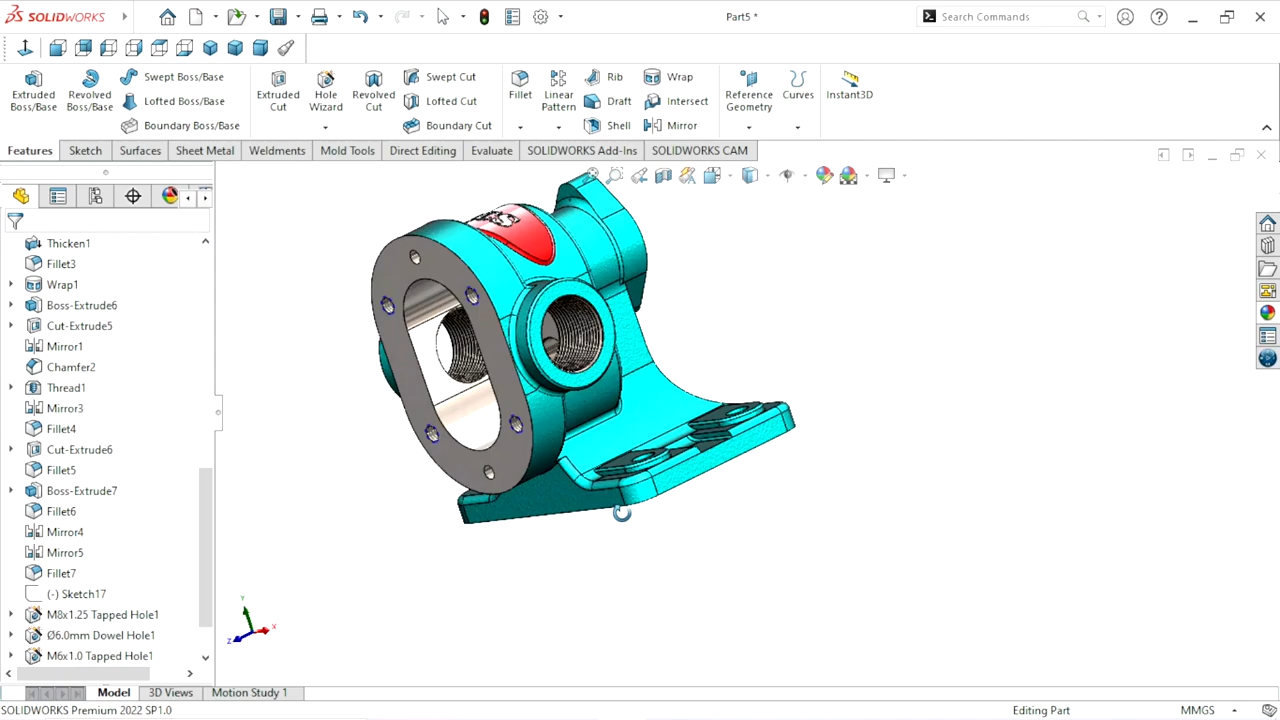 SOLIDWORKS
Part5 *
Search Commands
Extruded Boss/Base
Revolved Boss/Base
Swept Boss/Base
Lofted Boss/Base
Boundary Boss/Base
Extruded Cut
Hole Wizard
Revolved Cut
Swept Cut
Lofted Cut
Boundary Cut
Fillet
Linear Pattern
Rib
Draft
Shell
Wrap
Intersect
Mirror
Reference Geometry
Curves
Instant3D
Features
Sketch
Surfaces
Sheet Metal
Weldments
Mold Tools
Direct Editing
Evaluate
SOLIDWORKS Add-Ins
SOLIDWORKS CAM
Thicken1
Fillet3
Wrap1
Boss-Extrude6
Cut-Extrude5
Mirror1
Chamfer2
Thread1
Mirror3
Fillet4
Cut-Extrude6
Fillet5
Boss-Extrude7
Fillet6
Mirror4
Mirror5
Fillet7
(-) Sketch17
M8x1.25 Tapped Hole1
Ø6.0mm Dowel Hole1
M6x1.0 Tapped Hole1
Y
X
Z
Model
3D Views
Motion Study 1
SOLIDWORKS Premium 2022 SP1.0
Editing Part
MMGS